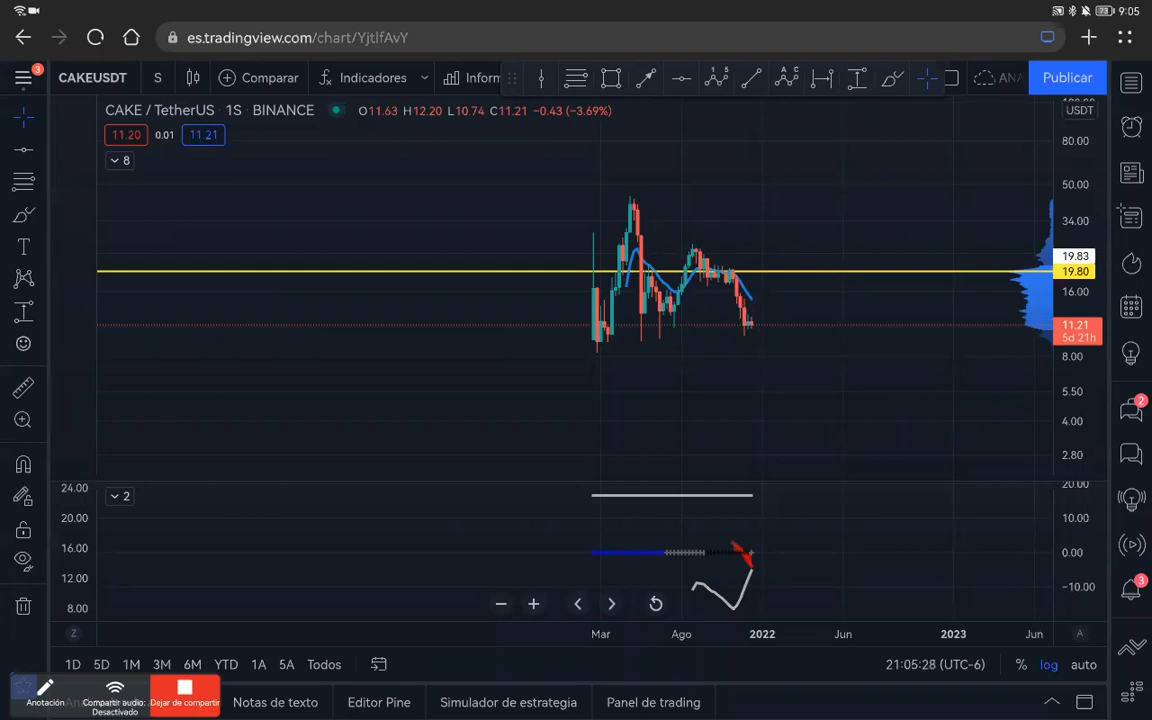 73 9:05
es.tradingview.com/chart/YjtlfAvY
3
CAKEUSDT S Comparar Indicadores Inform ANA Publicar
CAKE / TetherUS · 1S · BINANCE O11.63 H12.20 L10.74 C11.21 −0.43 (−3.69%)
USDT
11.20 0.01 11.21
8
80.00
50.00
34.00
19.83
19.80
16.00
11.21
5d 21h
8.00
5.50
4.00
2.80
2
24.00
20.00
16.00
12.00
8.00
20.00
10.00
0.00
−10.00
2
3
Z Mar Ago 2022 Jun 2023 Jun A
1D 5D 1M 3M 6M YTD 1A 5A Todos 21:05:28 (UTC-6) % log auto
Anotación
Compartir audio:
Desactivado
Dejar de compartir
Notas de texto Editor Pine Simulador de estrategia Panel de trading